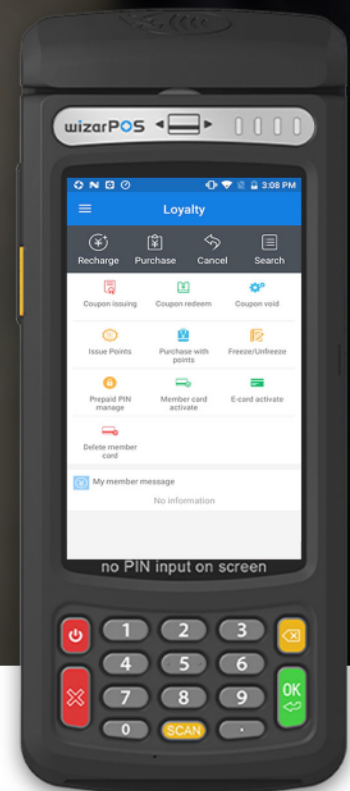 wizarPOS
3:08 PM
Loyalty
Recharge Purchase Cancel Search
Coupon issuing Coupon redeem Coupon void
Issue Points Purchase with points Freeze/Unfreeze
Prepaid PIN manage Member card activate E-card activate
Delete member card
My member message
No information
no PIN input on screen
1 2 3
4 5 6
7 8 9 OK
0 SCAN .